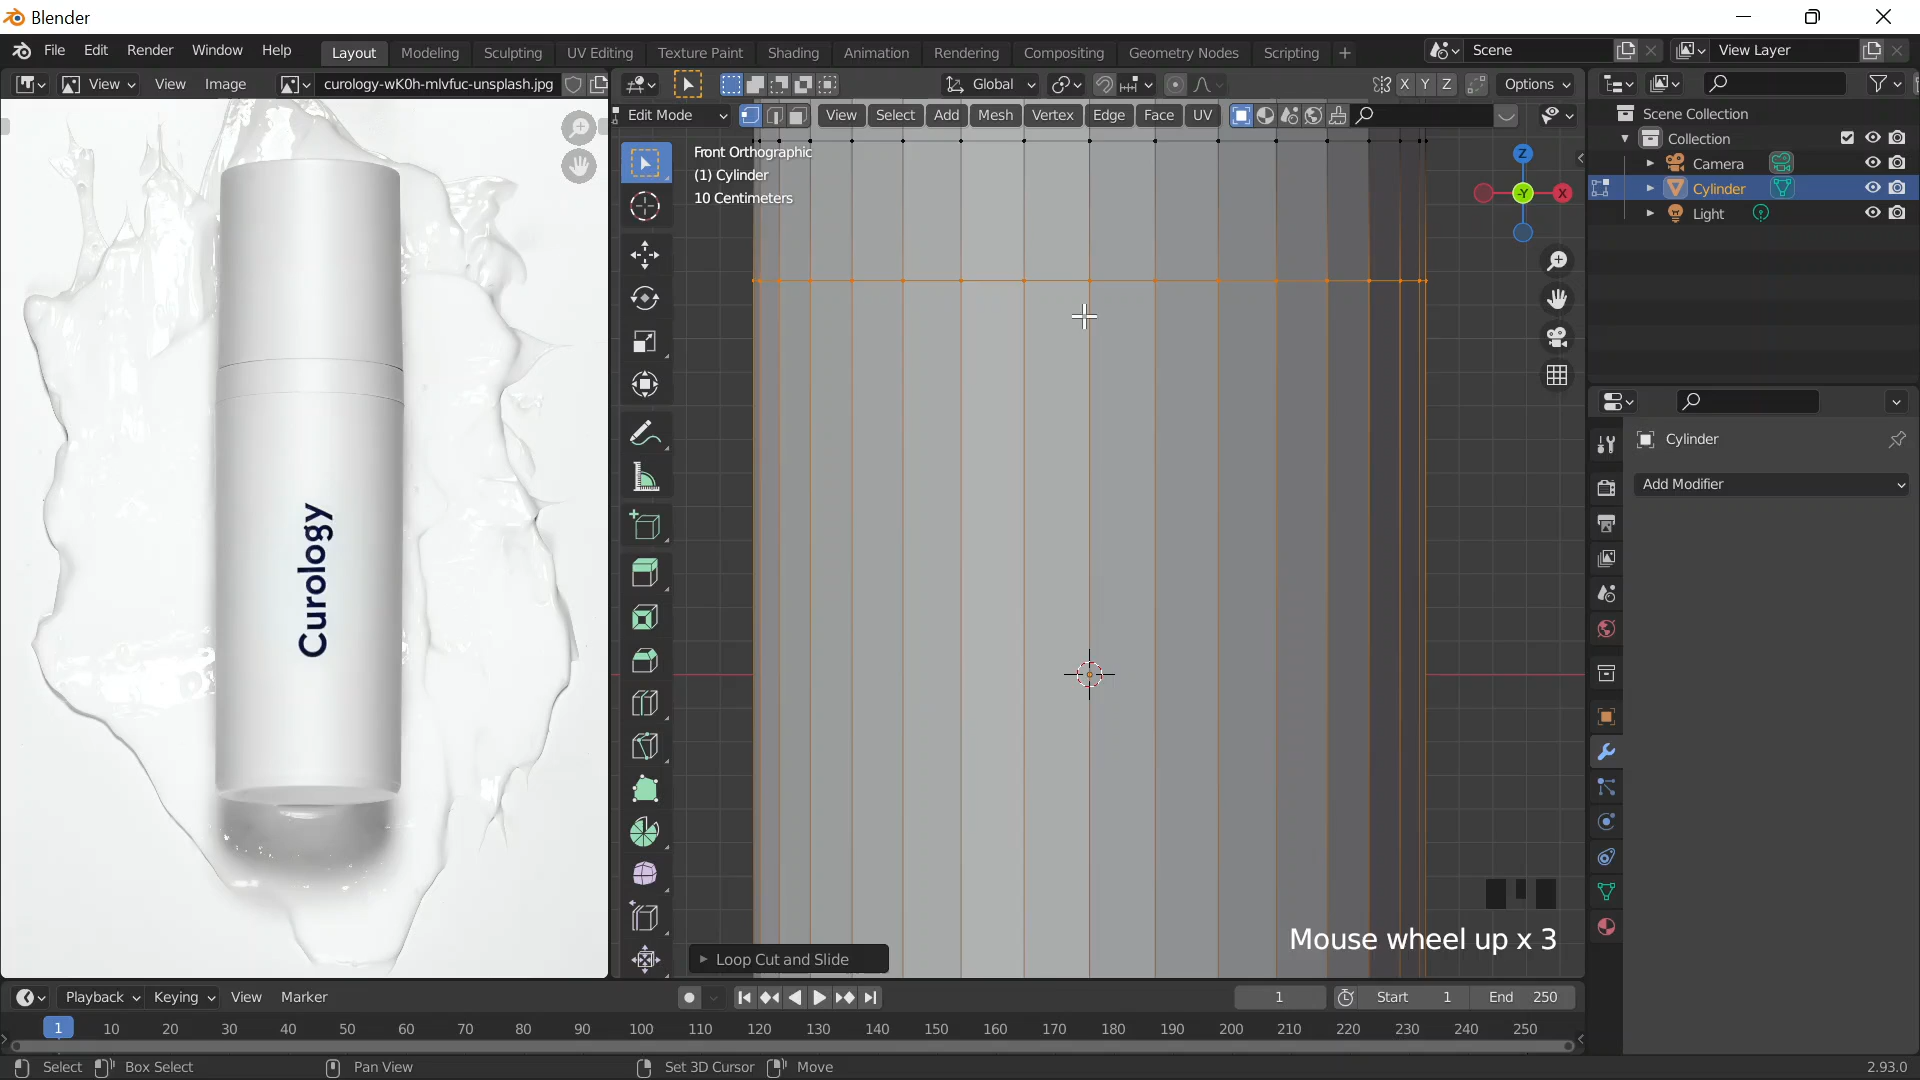 Blender
File Edit Render Window Help Layout Modeling Sculpting UV Editing Texture Paint Shading Animation Rendering Compositing Geometry Nodes Scripting + Scene View Layer
View View Image curology-wK0h-mlvfuc-unsplash.jpg Global X Y Z Options
Edit Mode View Select Add Mesh Vertex Edge Face UV
Front Orthographic
(1) Cylinder
10 Centimeters
Z
-Y
X
Scene Collection
Collection
Camera
Cylinder
Light
Cylinder
Add Modifier
Curology
Mouse wheel up x 3
Loop Cut and Slide
Playback Keying View Marker 1 Start 1 End 250
1 10 20 30 40 50 60 70 80 90 100 110 120 130 140 150 160 170 180 190 200 210 220 230 240 250
Select Box Select Pan View Set 3D Cursor Move 2.93.0